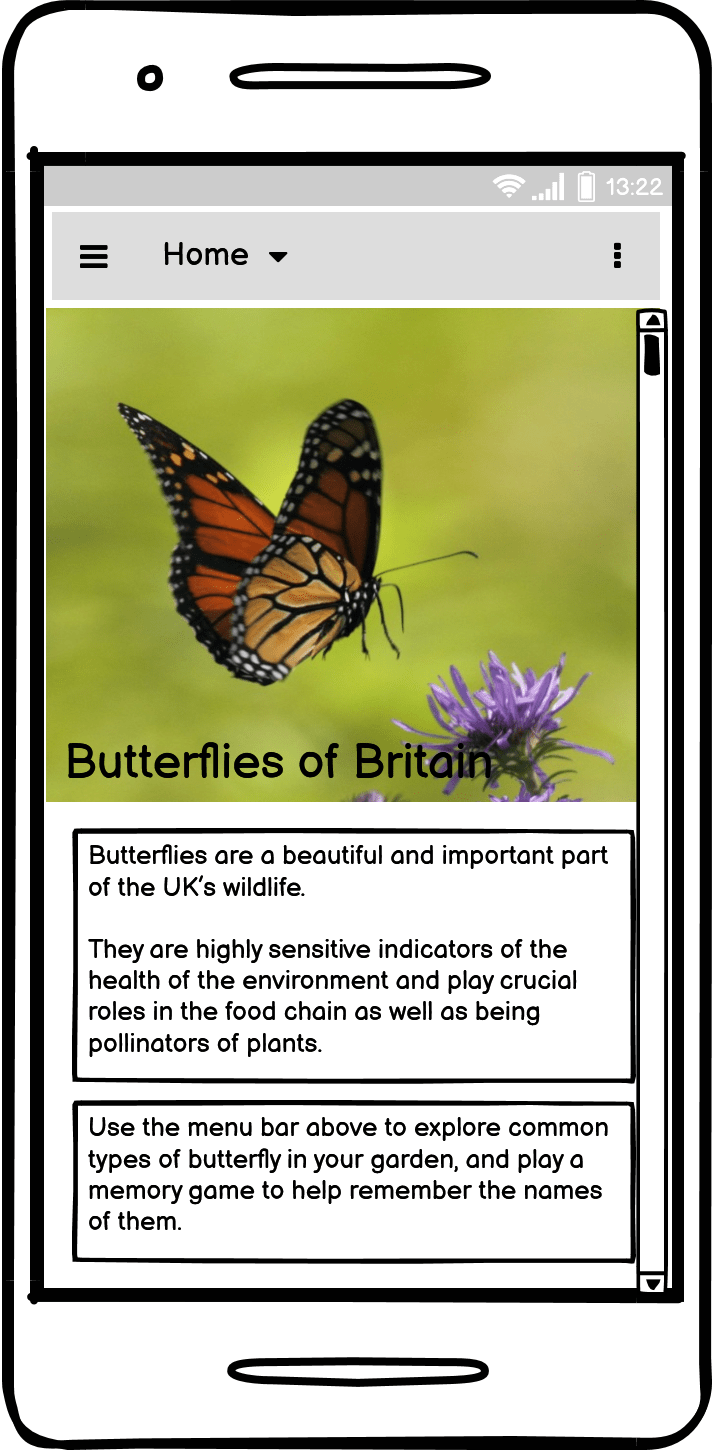 13:22
Home
Butterflies of Britain
Butterflies are a beautiful and important part
of the UK's wildlife.
They are highly sensitive indicators of the
health of the environment and play crucial
roles in the food chain as well as being
pollinators of plants.
Use the menu bar above to explore common
types of butterfly in your garden, and play a
memory game to help remember the names
of them.